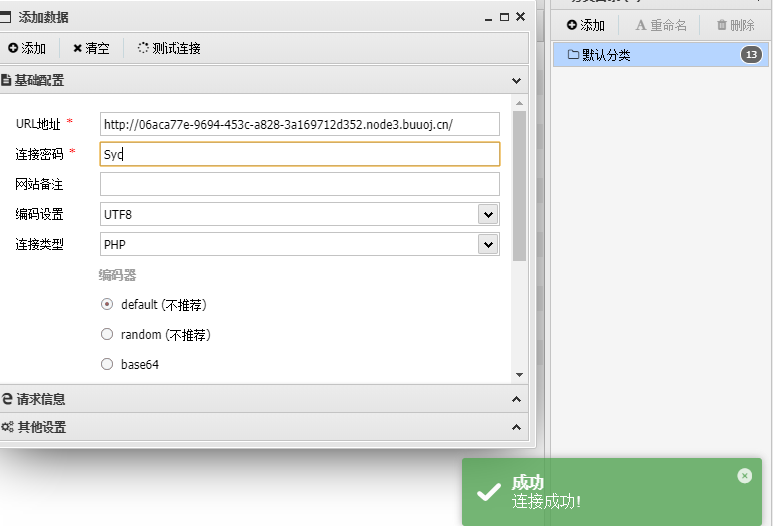 添加数据
添加 清空 测试连接
基础配置
URL地址 * http://06aca77e-9694-453c-a828-3a169712d352.node3.buuoj.cn/
连接密码 * Syc
网站备注
编码设置 UTF8
连接类型 PHP
编码器
default (不推荐)
random (不推荐)
base64
请求信息
其他设置
添加 重命名 删除
默认分类 13
成功
连接成功!